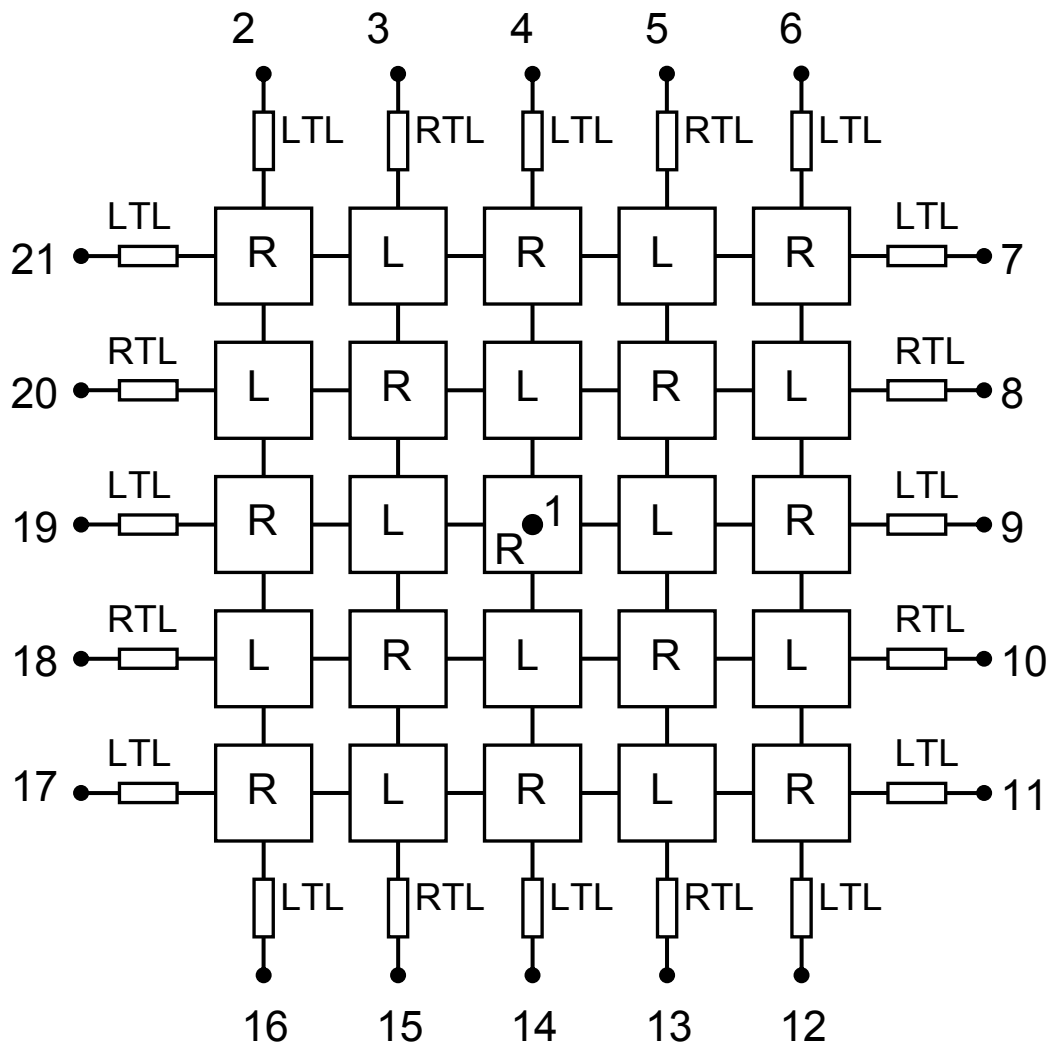 2 3 4 5 6
LTL RTL LTL RTL LTL
LTL LTL
21 R L R L R 7
RTL RTL
20 L R L R L 8
LTL 1 LTL
19 R L R L R 9
RTL RTL
18 L R L R L 10
LTL LTL
17 R L R L R 11
LTL RTL LTL RTL LTL
16 15 14 13 12